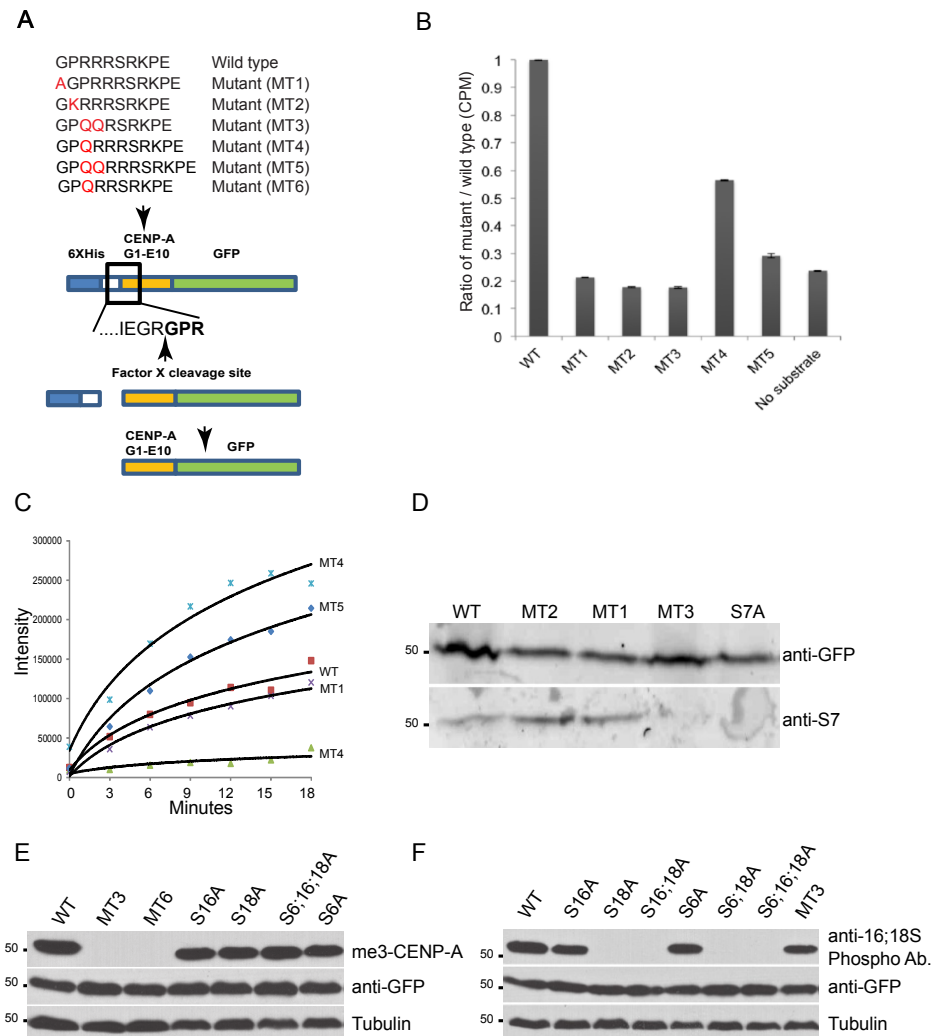 A
GPRRRSRKPE Wild type
AGPRRRSRKPE Mutant (MT1)
GKRRRSRKPE Mutant (MT2)
GPQQRSRKPE Mutant (MT3)
GPQRRRSRKPE Mutant (MT4)
GPQQRRRSRKPE Mutant (MT5)
GPQRRSRKPE Mutant (MT6)
CENP-A
6XHis G1-E10 GFP
....IEGRGPR
Factor X cleavage site
CENP-A
G1-E10 GFP
B
Ratio of mutant / wild type (CPM)
1
0.9
0.8
0.7
0.6
0.5
0.4
0.3
0.2
0.1
0
WT MT1 MT2 MT3 MT4 MT5 No substrate
C
Intensity
300000
250000
200000
150000
100000
50000
0
MT4
MT5
WT
MT1
MT4
0 3 6 9 12 15 18
Minutes
D
WT MT2 MT1 MT3 S7A
50 anti-GFP
50 anti-S7
E
WT MT3 MT6 S16A S18A S6;16;18A S6A
50 me3-CENP-A
50 anti-GFP
50 Tubulin
F
WT S16A S18A S16;18A S6A S6;18A S6;16;18A MT3
50 anti-16;18S
Phospho Ab.
50 anti-GFP
50 Tubulin